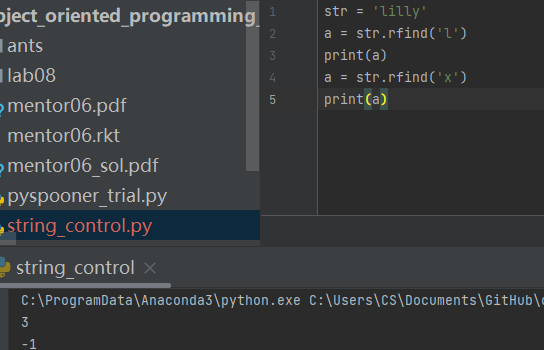 bject_oriented_programming_
ants
lab08
mentor06.pdf
mentor06.rkt
mentor06_sol.pdf
pyspooner_trial.py
string_control.py
1 str = 'lilly'
2 a = str.rfind('l')
3 print(a)
4 a = str.rfind('x')
5 print(a)
string_control
C:\ProgramData\Anaconda3\python.exe C:\Users\CS\Documents\GitHub\
3
-1